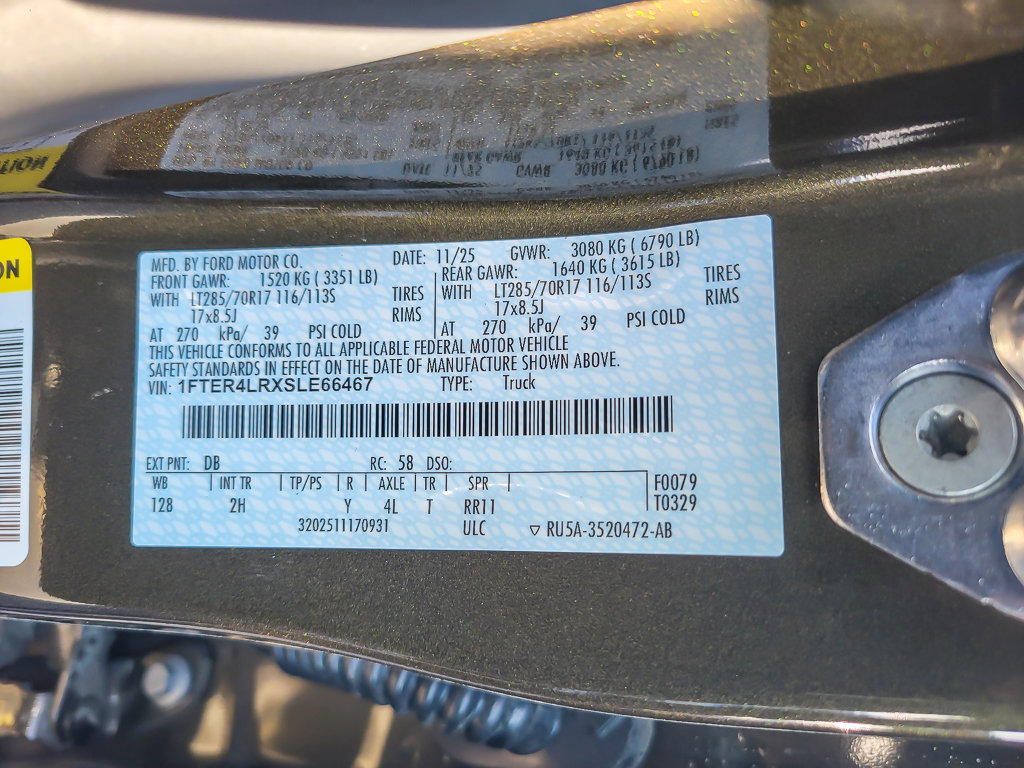 MFD. BY FORD MOTOR CO. DATE: 11/25 GVWR: 3080 KG ( 6790 LB)
FRONT GAWR: 1520 KG ( 3351 LB) REAR GAWR: 1640 KG ( 3615 LB)
WITH LT285/70R17 116/113S TIRES WITH LT285/70R17 116/113S TIRES
17x8.5J RIMS 17x8.5J RIMS
AT 270 kPa/ 39 PSI COLD AT 270 kPa/ 39 PSI COLD
THIS VEHICLE CONFORMS TO ALL APPLICABLE FEDERAL MOTOR VEHICLE
SAFETY STANDARDS IN EFFECT ON THE DATE OF MANUFACTURE SHOWN ABOVE.
VIN: 1FTER4LRXSLE66467 TYPE: Truck
EXT PNT: DB RC: 58 DSO:
WB INT TR TP/PS R AXLE TR SPR F0079
128 2H Y 4L T RR11 T0329
3202511170931 ULC RU5A-3520472-AB